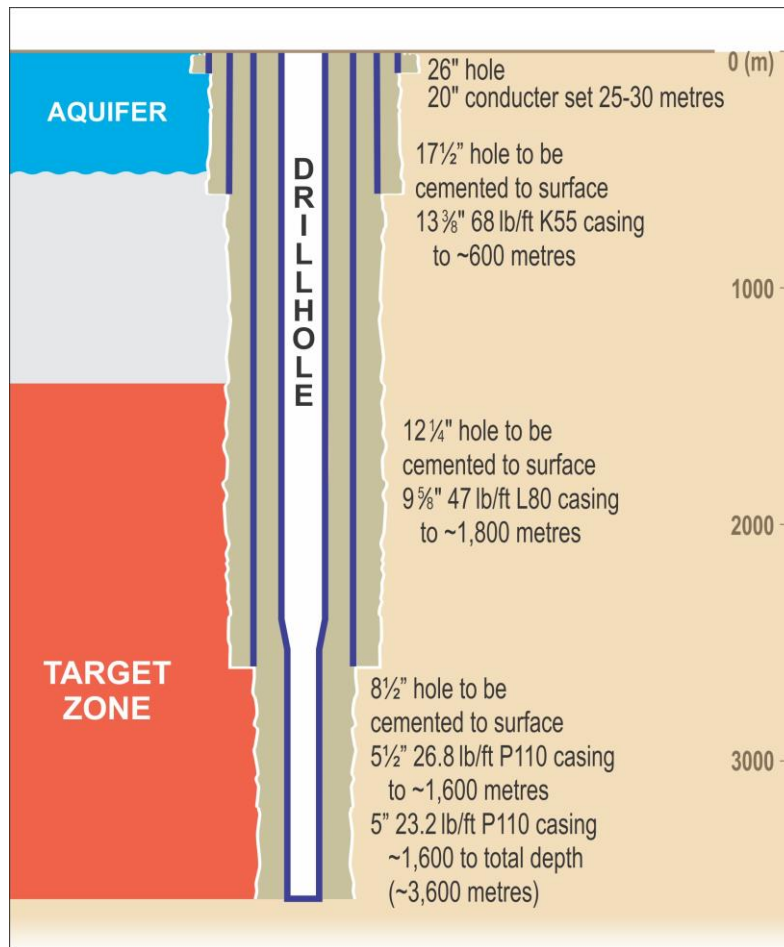 0 (m)
26" hole
20" conducter set 25-30 metres
AQUIFER
17½” hole to be
cemented to surface
13⅜" 68 lb/ft K55 casing
to ~600 metres
DRILLHOLE
1000
12¼" hole to be
cemented to surface
9⅝" 47 lb/ft L80 casing
to ~1,800 metres
2000
TARGET
ZONE
8½” hole to be
cemented to surface
5½” 26.8 lb/ft P110 casing
to ~1,600 metres
5” 23.2 lb/ft P110 casing
~1,600 to total depth
(~3,600 metres)
3000